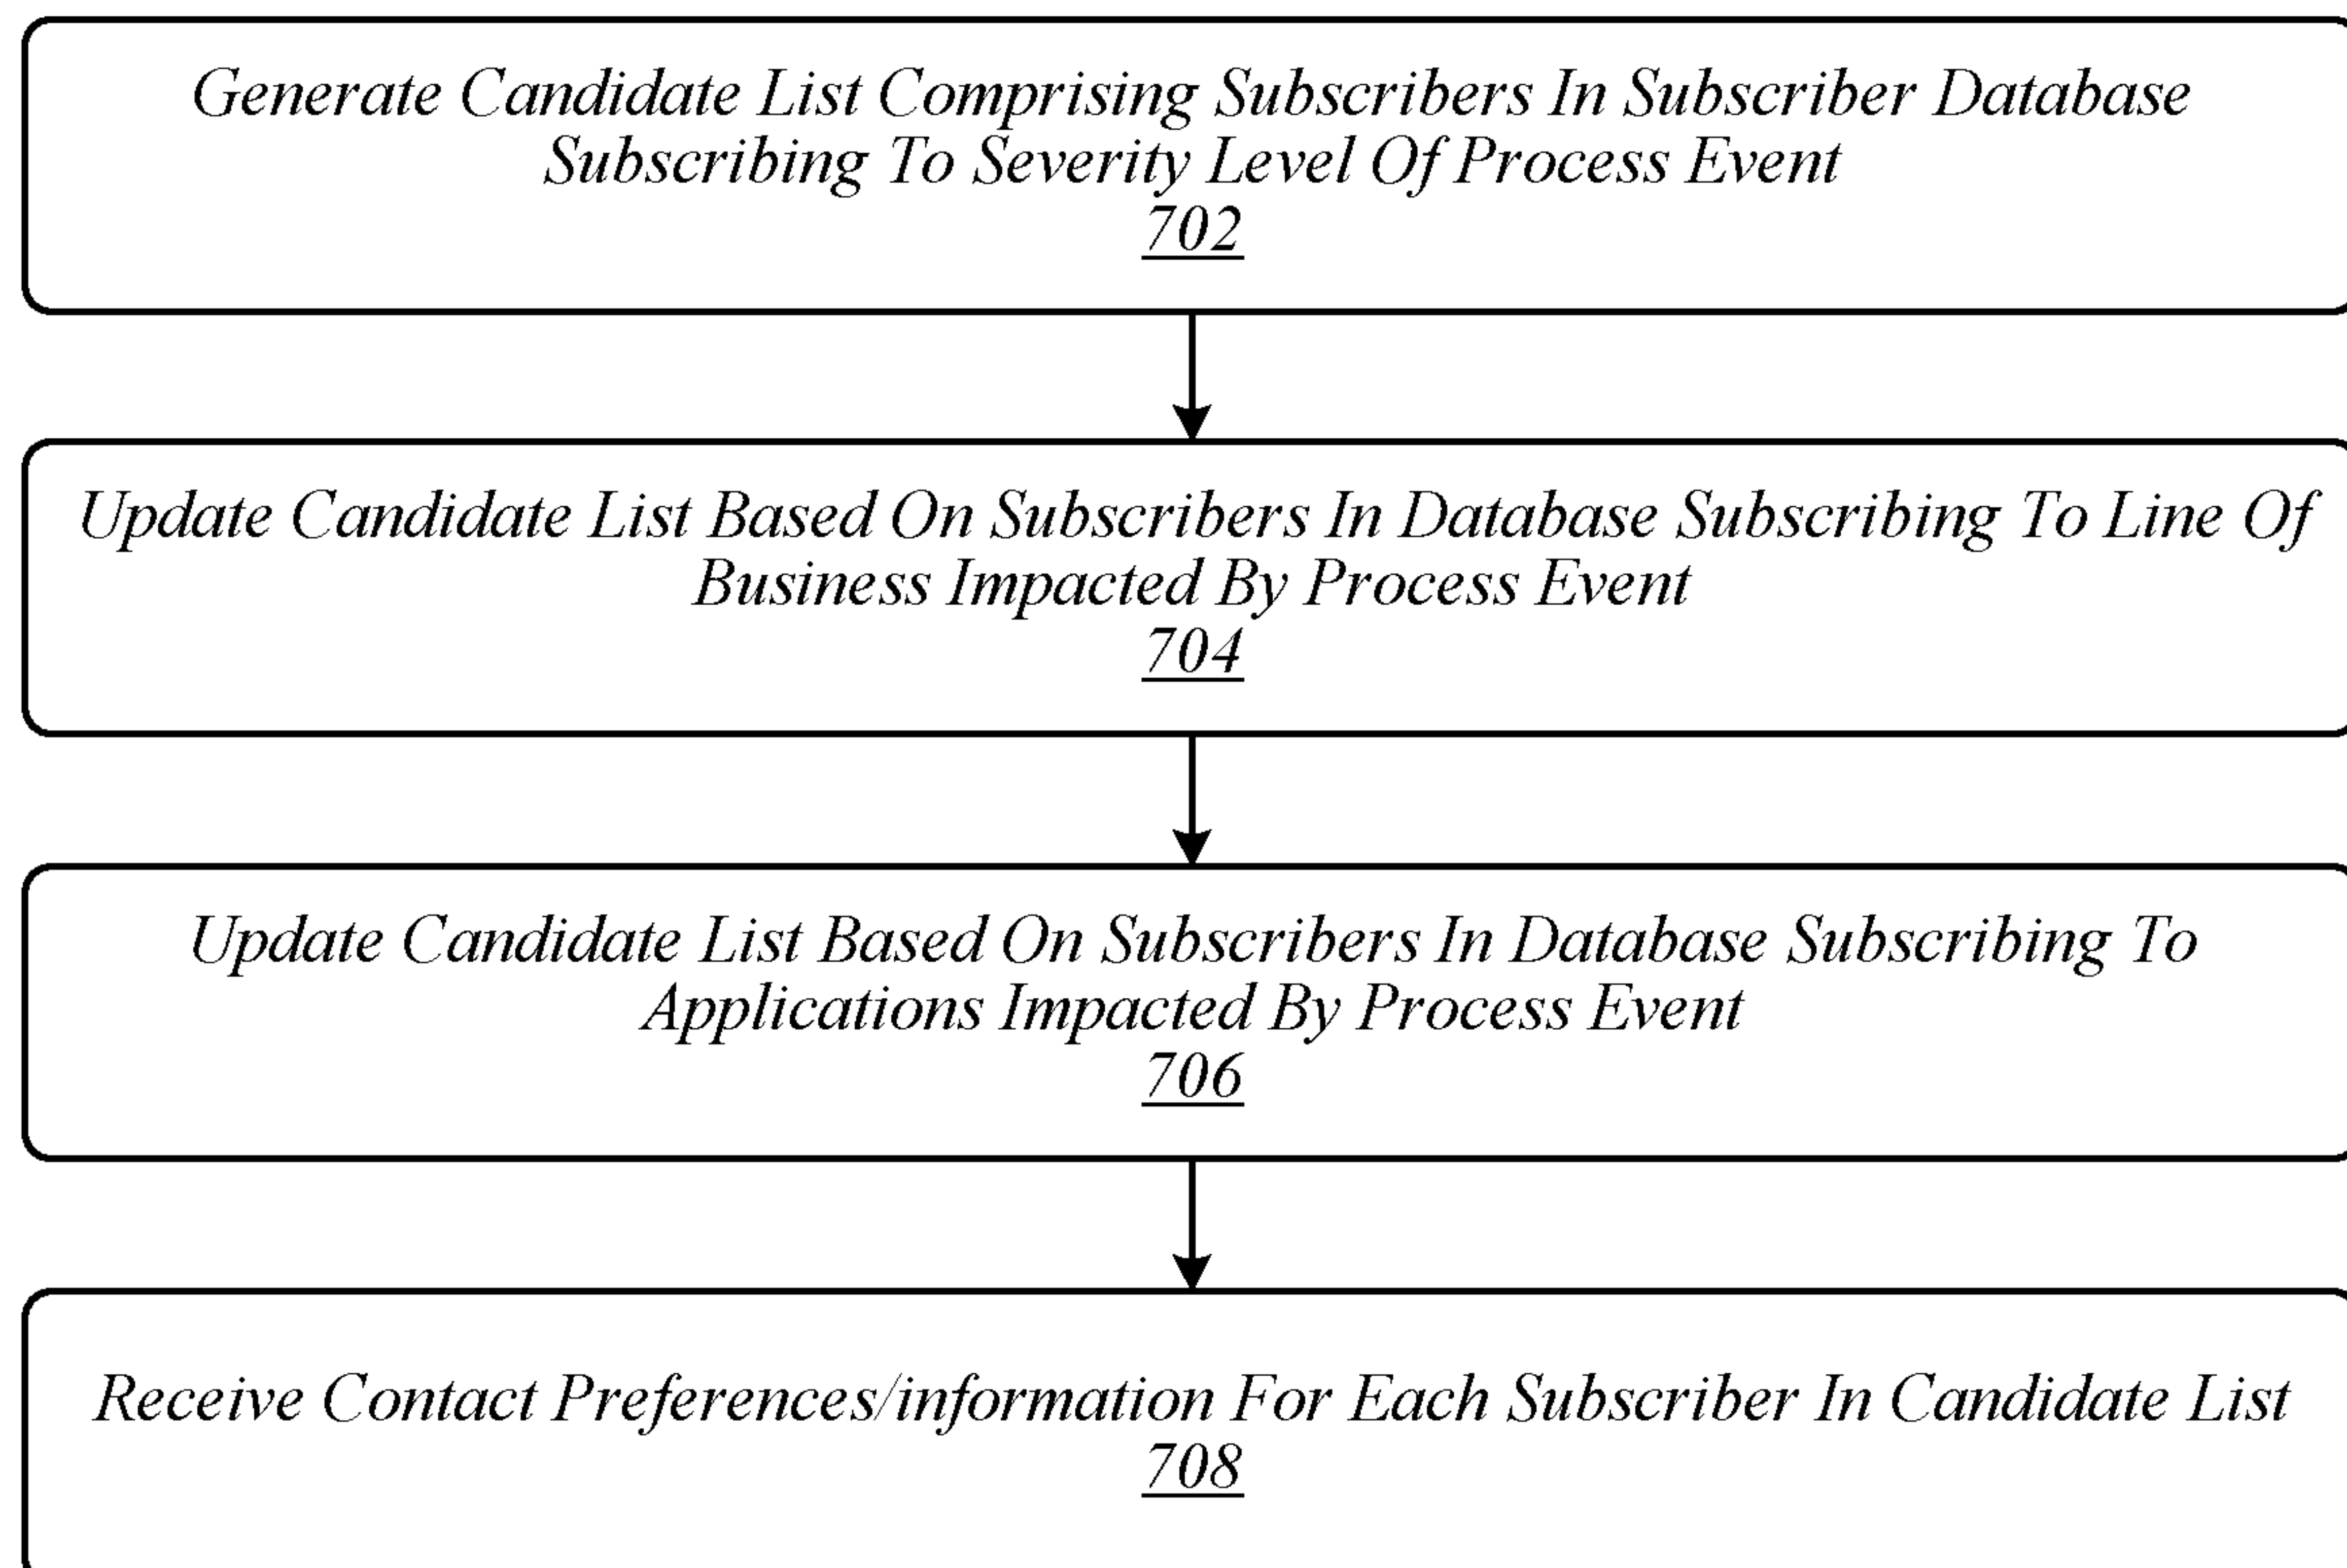 Generate Candidate List Comprising Subscribers In Subscriber Database
Subscribing To Severity Level Of Process Event
702
Update Candidate List Based On Subscribers In Database Subscribing To Line Of
Business Impacted By Process Event
704
Update Candidate List Based On Subscribers In Database Subscribing To
Applications Impacted By Process Event
706
Receive Contact Preferences/information For Each Subscriber In Candidate List
708